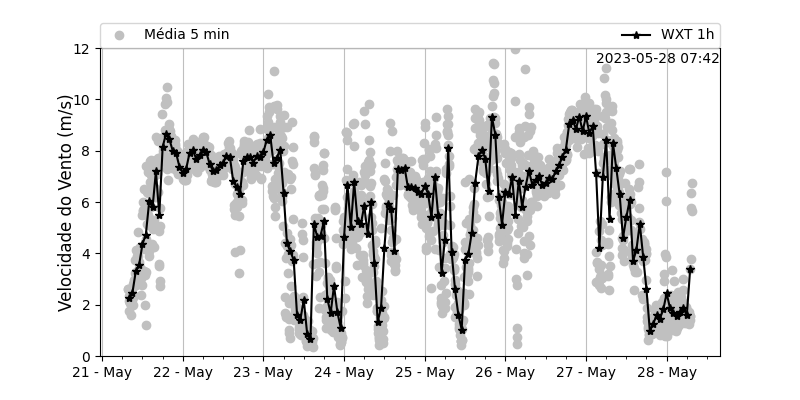 Média 5 min
WXT 1h
2023-05-28 07:42
Velocidade do Vento (m/s)
12
10
8
6
4
2
0
21 - May 22 - May 23 - May 24 - May 25 - May 26 - May 27 - May 28 - May